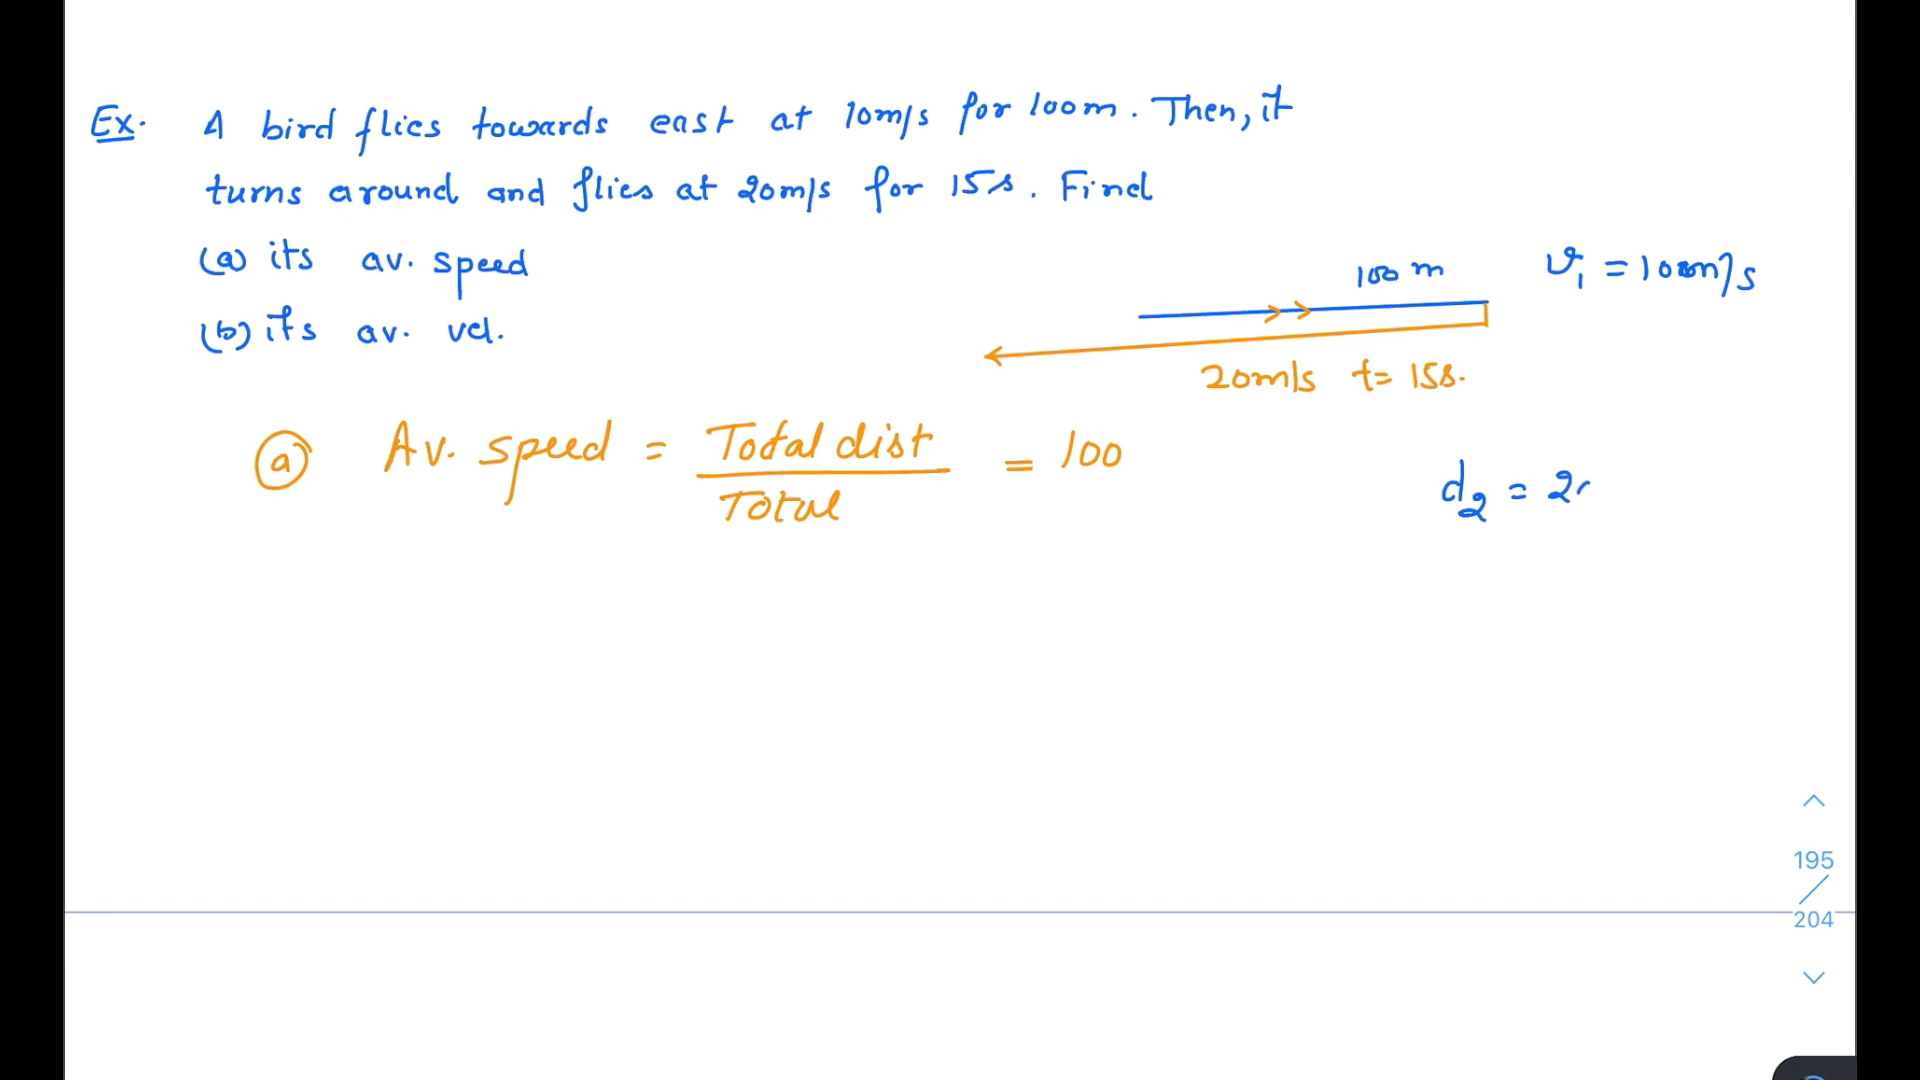 Ex. A bird flies towards east at 10m/s for 100m. Then, it
turns around and flies at 20m/s for 15s. Find
(a) its av. speed
(b) its av. vel.
100 m
20m/s t= 15s.
(a) Av. speed = Total dist / Total = 100
d2 = 2
195
/
204